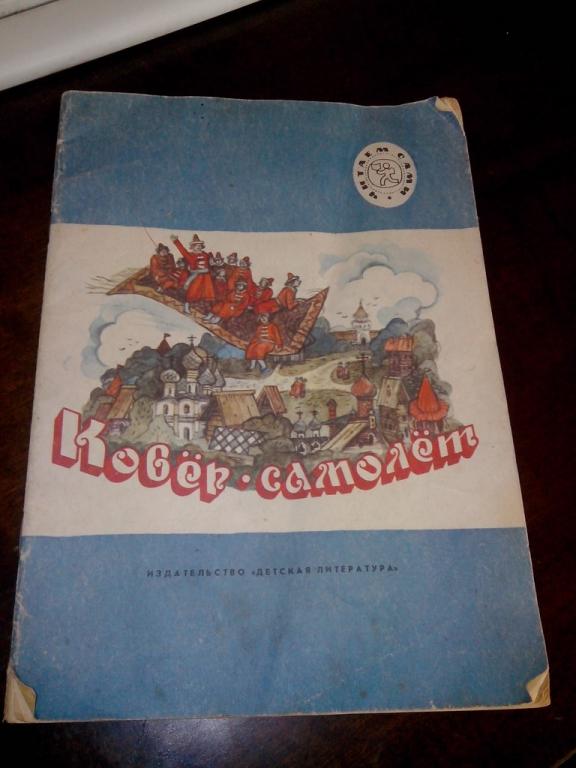 ЧИТАЕМ САМИ
Ковёр-самолёт
ИЗДАТЕЛЬСТВО «ДЕТСКАЯ ЛИТЕРАТУРА»